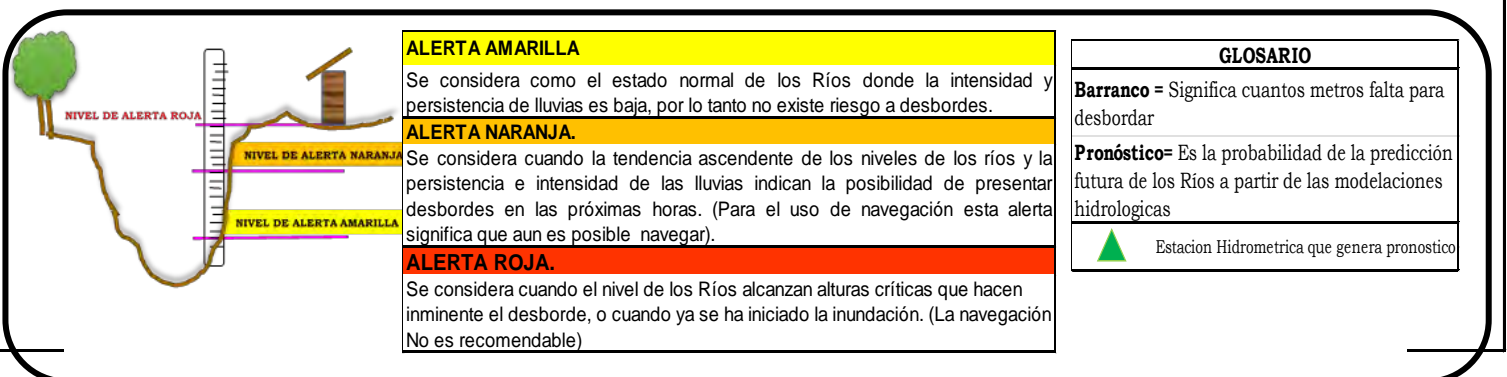 NIVEL DE ALERTA ROJA
NIVEL DE ALERTA NARANJA
NIVEL DE ALERTA AMARILLA
ALERTA AMARILLA
Se considera como el estado normal de los Ríos donde la intensidad y
persistencia de lluvias es baja, por lo tanto no existe riesgo a desbordes.
ALERTA NARANJA.
Se considera cuando la tendencia ascendente de los niveles de los ríos y la
persistencia e intensidad de las lluvias indican la posibilidad de presentar
desbordes en las próximas horas. (Para el uso de navegación esta alerta
significa que aun es posible navegar).
ALERTA ROJA.
Se considera cuando el nivel de los Ríos alcanzan alturas críticas que hacen
inminente el desborde, o cuando ya se ha iniciado la inundación. (La navegación
No es recomendable)
GLOSARIO
Barranco = Significa cuantos metros falta para
desbordar
Pronóstico= Es la probabilidad de la predicción
futura de los Ríos a partir de las modelaciones
hidrologicas
Estacion Hidrometrica que genera pronostico